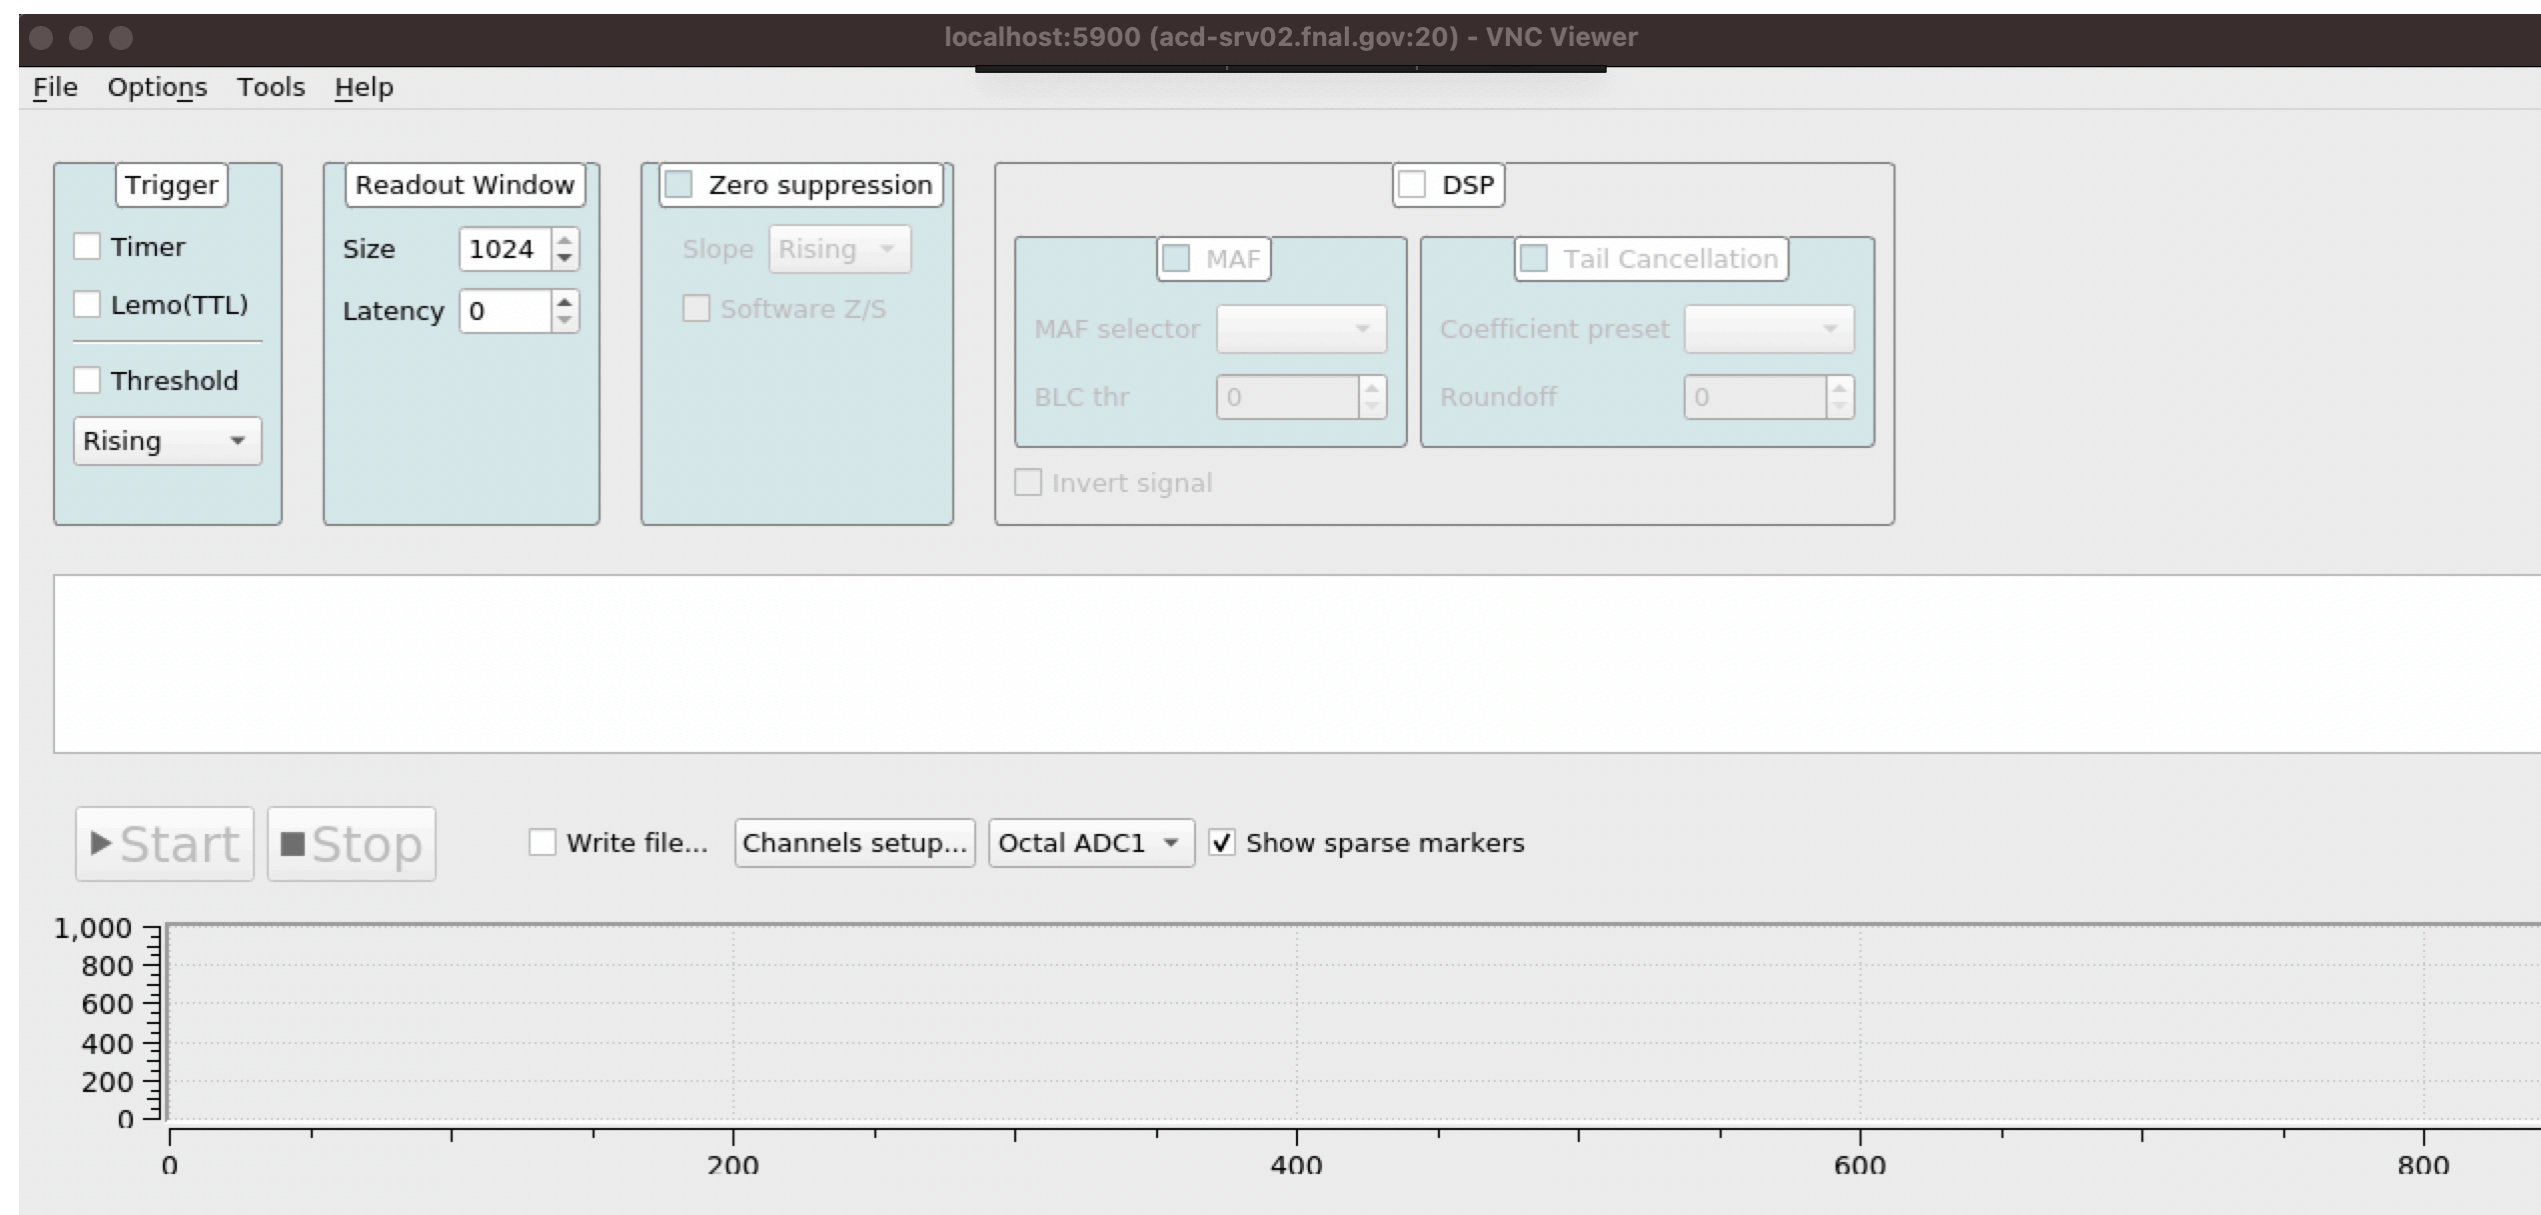 localhost:5900 (acd-srv02.fnal.gov:20) - VNC Viewer
File Options Tools Help
Trigger
Timer
Lemo(TTL)
Threshold
Rising
Readout Window
Size 1024
Latency 0
Zero suppression
Slope Rising
Software Z/S
DSP
MAF
MAF selector
BLC thr 0
Tail Cancellation
Coefficient preset
Roundoff 0
Invert signal
Start Stop Write file... Channels setup... Octal ADC1 Show sparse markers
1,000
800
600
400
200
0
0 200 400 600 800